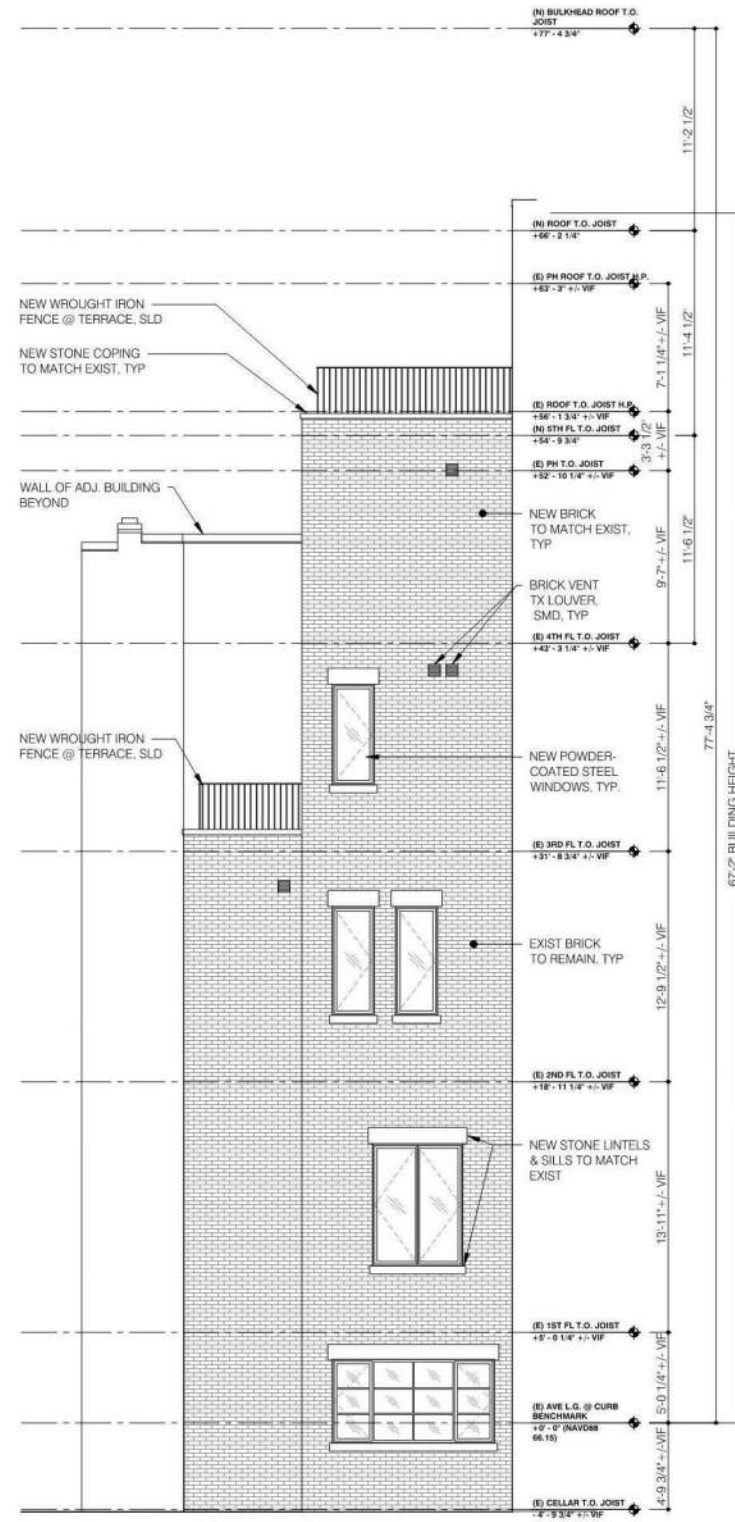 (N) BULKHEAD ROOF T.O.
JOIST
+77' - 4 3/4"
11'-2 1/2"
(N) ROOF T.O. JOIST
+66' - 2 1/4"
(E) PH ROOF T.O. JOIST H.P.
+63' - 3" +/- VIF
NEW WROUGHT IRON
FENCE @ TERRACE, SLD
7'-1 1/4"+/- VIF
11'-4 1/2"
NEW STONE COPING
TO MATCH EXIST, TYP
(E) ROOF T.O. JOIST H.P.
+56' - 1 3/4" +/- VIF
(N) 5TH FL T.O. JOIST
+54' - 9 3/4"
3'-3 1/2"
+/- VIF
(E) PH T.O. JOIST
+52' - 10 1/4" +/- VIF
WALL OF ADJ. BUILDING
BEYOND
NEW BRICK
TO MATCH EXIST,
TYP
9'-7"+/- VIF
11'-6 1/2"
BRICK VENT
TX LOUVER,
SMD, TYP
(E) 4TH FL T.O. JOIST
+43' - 3 1/4" +/- VIF
77'-4 3/4"
NEW WROUGHT IRON
FENCE @ TERRACE, SLD
NEW POWDER-
COATED STEEL
WINDOWS, TYP.
11'-6 1/2"+/- VIF
67'-2" BUILDING HEIGHT
(E) 3RD FL T.O. JOIST
+31' - 8 3/4" +/- VIF
EXIST BRICK
TO REMAIN, TYP
12'-9 1/2"+/- VIF
(E) 2ND FL T.O. JOIST
+18' - 11 1/4" +/- VIF
NEW STONE LINTELS
& SILLS TO MATCH
EXIST
13'-11"+/- VIF
(E) 1ST FL T.O. JOIST
+5' - 0 1/4" +/- VIF
5'-0 1/4"+/- VIF
(E) AVE L.G. @ CURB
BENCHMARK
+0' - 0" (NAVD88
66.15)
4'-9 3/4"+/-VIF
(E) CELLAR T.O. JOIST
- 4' - 9 3/4" +/- VIF